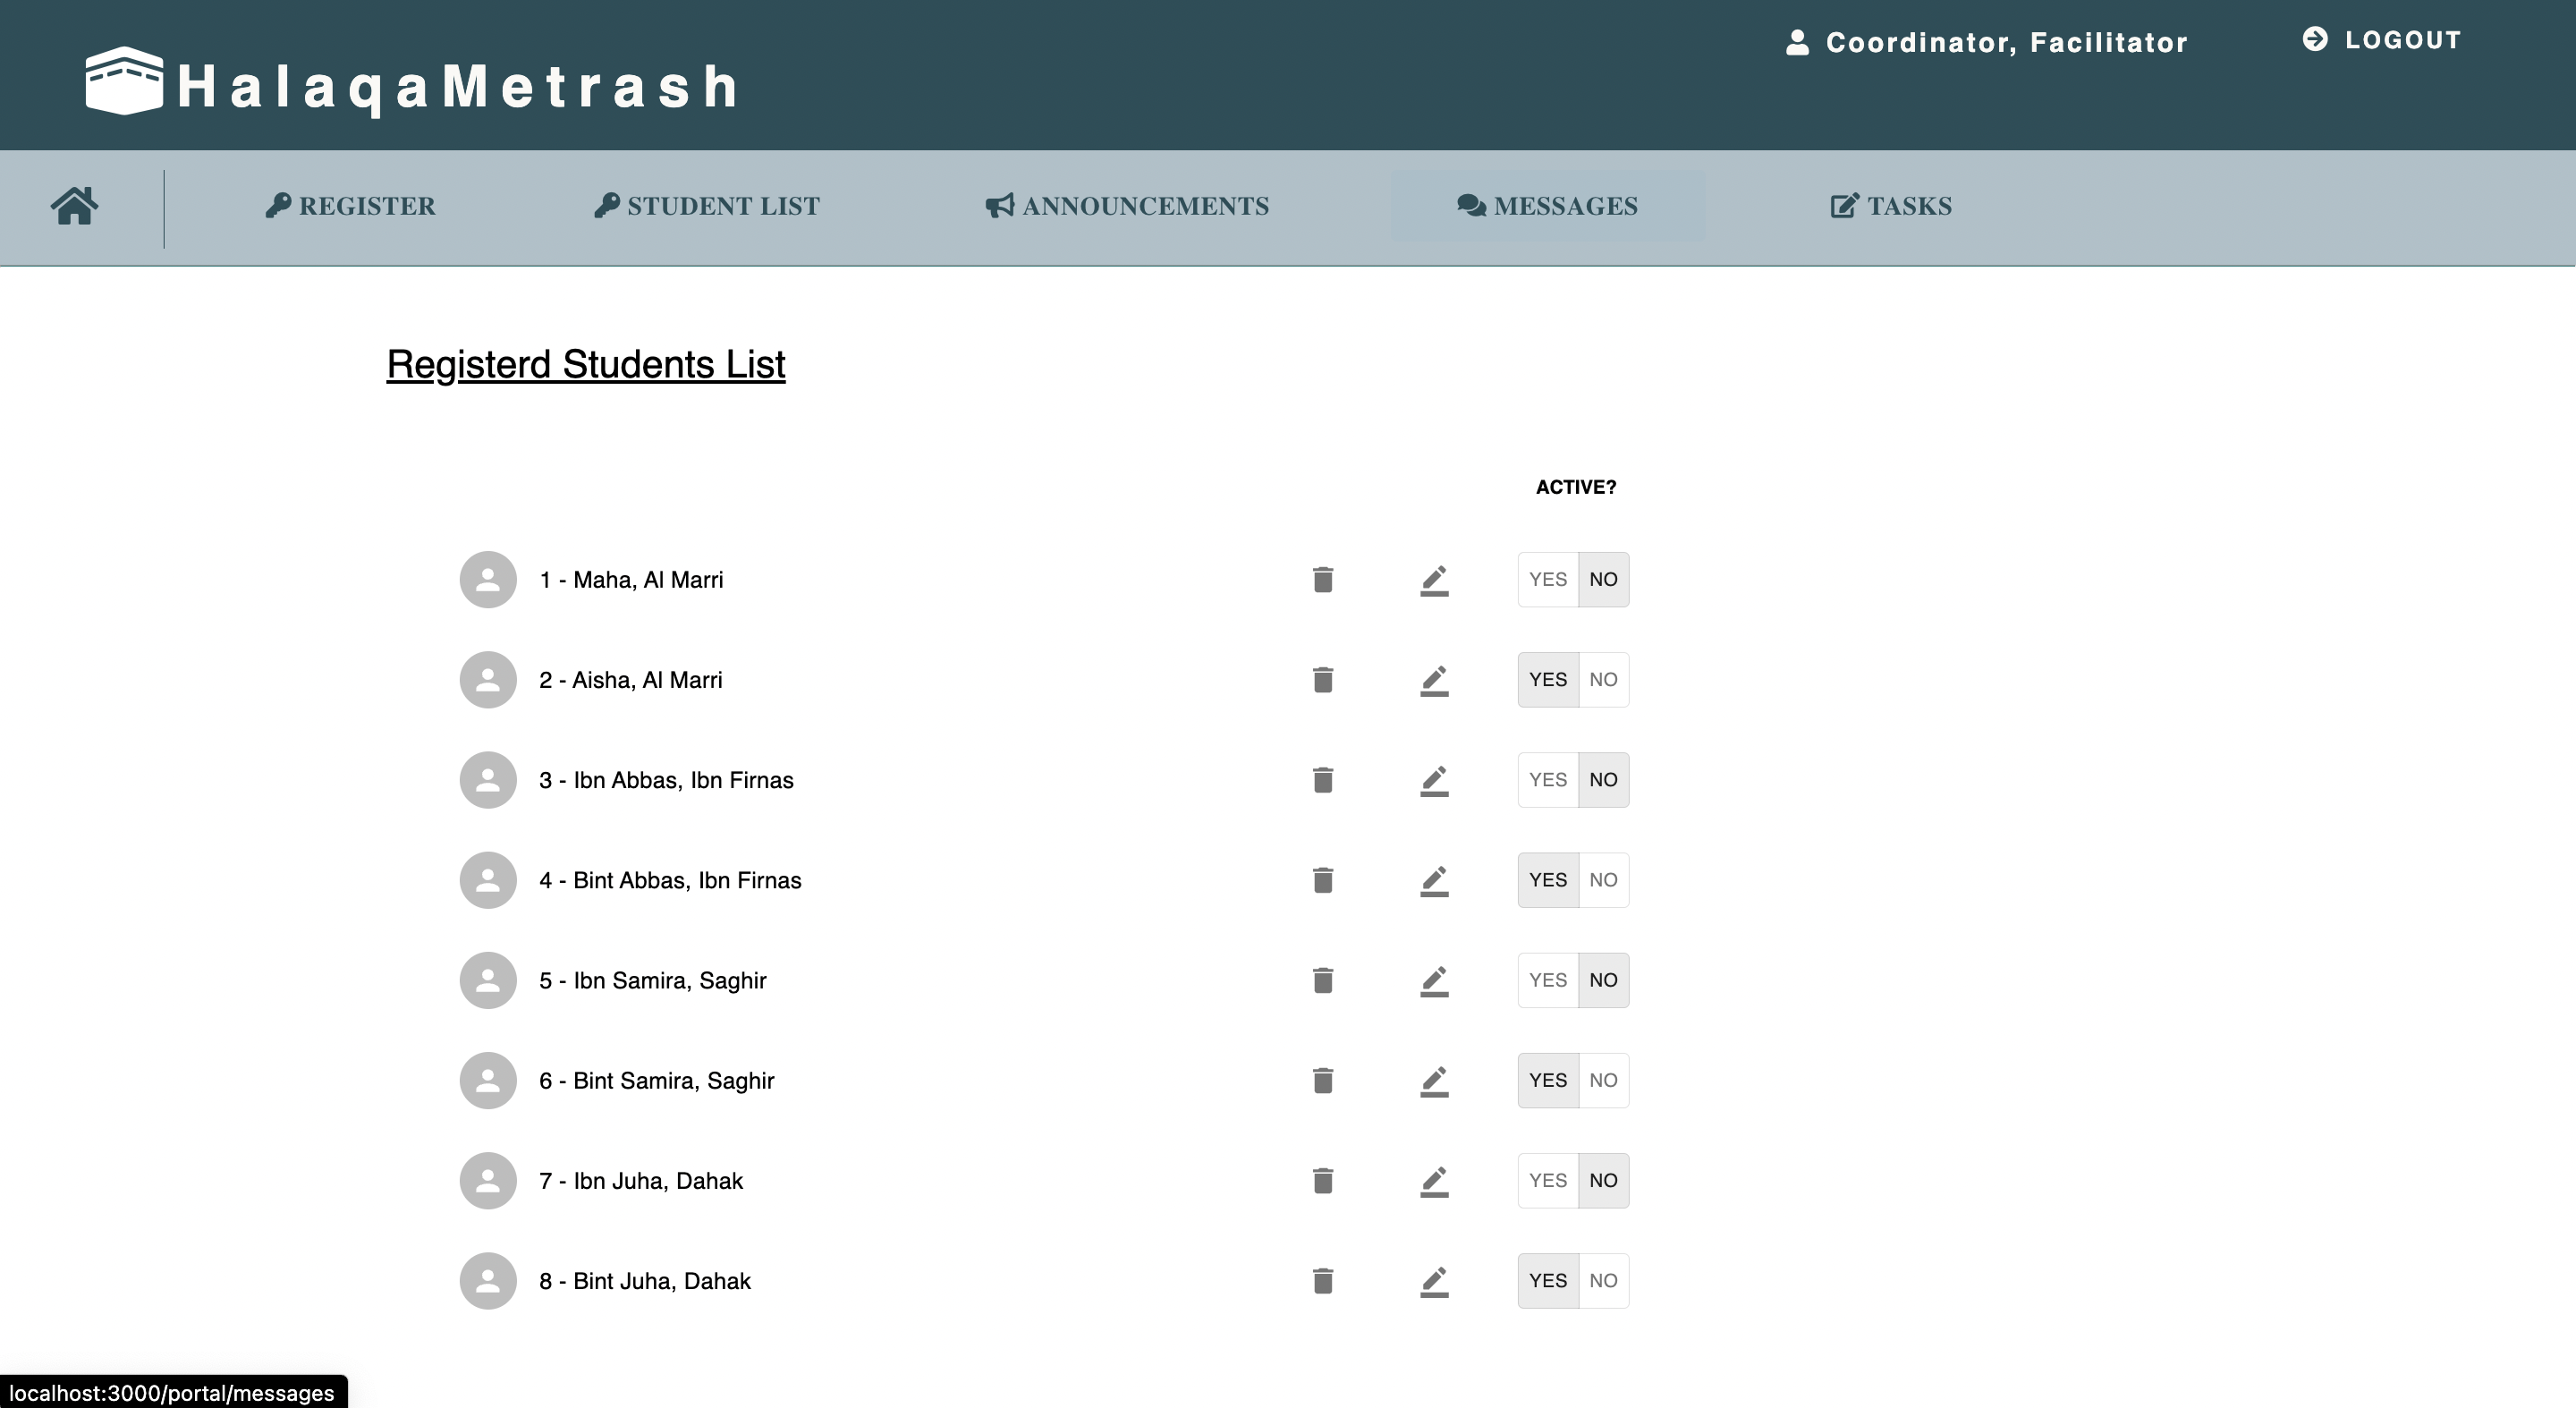 Coordinator, Facilitator
LOGOUT
HalaqaMetrash
REGISTER
STUDENT LIST
ANNOUNCEMENTS
MESSAGES
TASKS
Registerd Students List
ACTIVE?
1 - Maha, Al Marri YES NO
2 - Aisha, Al Marri YES NO
3 - Ibn Abbas, Ibn Firnas YES NO
4 - Bint Abbas, Ibn Firnas YES NO
5 - Ibn Samira, Saghir YES NO
6 - Bint Samira, Saghir YES NO
7 - Ibn Juha, Dahak YES NO
8 - Bint Juha, Dahak YES NO
localhost:3000/portal/messages